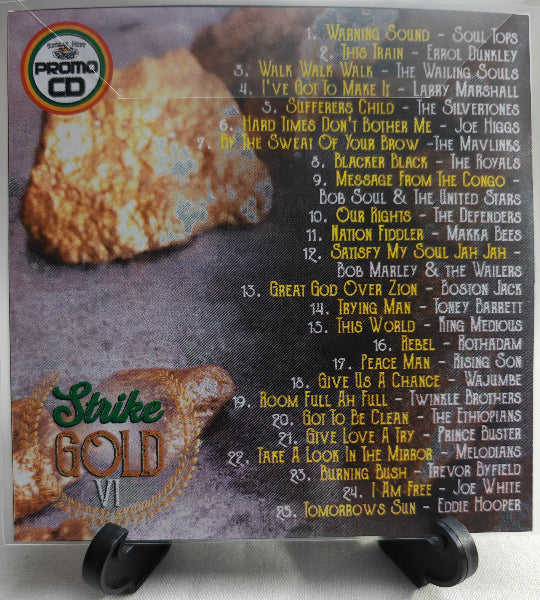 REGGAE FEST
PROMO
CD
1. Warning Sound - Soul Tops
2. This Train - Errol Dunkley
3. Walk Walk Walk - The Wailing Souls
4. I've Got To Make It - Larry Marshall
5. Sufferers Child - The Silvertones
6. Hard Times Don't Bother Me - Joe Higgs
7. By The Sweat Of Your Brow -The Mavlinks
8. Blacker Black - The Royals
9. Message From The Congo -
Bob Soul & The United Stars
10. Our Rights - The Defenders
11. Nation Fiddler - Makka Bees
12. Satisfy My Soul Jah Jah -
Bob Marley & the Wailers
13. Great God Over Zion - Boston Jack
14. Trying Man - Toney Barrett
15. This World - King Medious
16. Rebel - Rothadam
17. Peace Man - Rising Son
18. Give Us A Chance - Wajumbe
19. Room Full Ah Full - Twinkle Brothers
20. Got To Be Clean - The Ethiopians
21. Give Love A Try - Prince Buster
22. Take A Look In The Mirror - Melodians
23. Burning Bush - Trevor Byfield
24. I Am Free - Joe White
25. Tomorrows Sun - Eddie Hooper
Strike
GOLD
VI